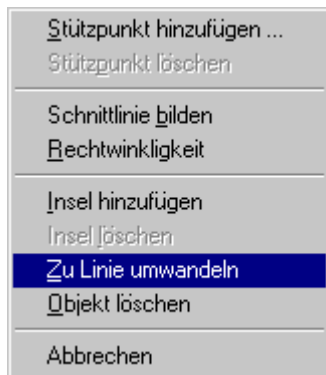 Stützpunkt hinzufügen ...
Stützpunkt löschen
Schnittlinie bilden
Rechtwinkligkeit
Insel hinzufügen
Insel löschen
Zu Linie umwandeln
Objekt löschen
Abbrechen